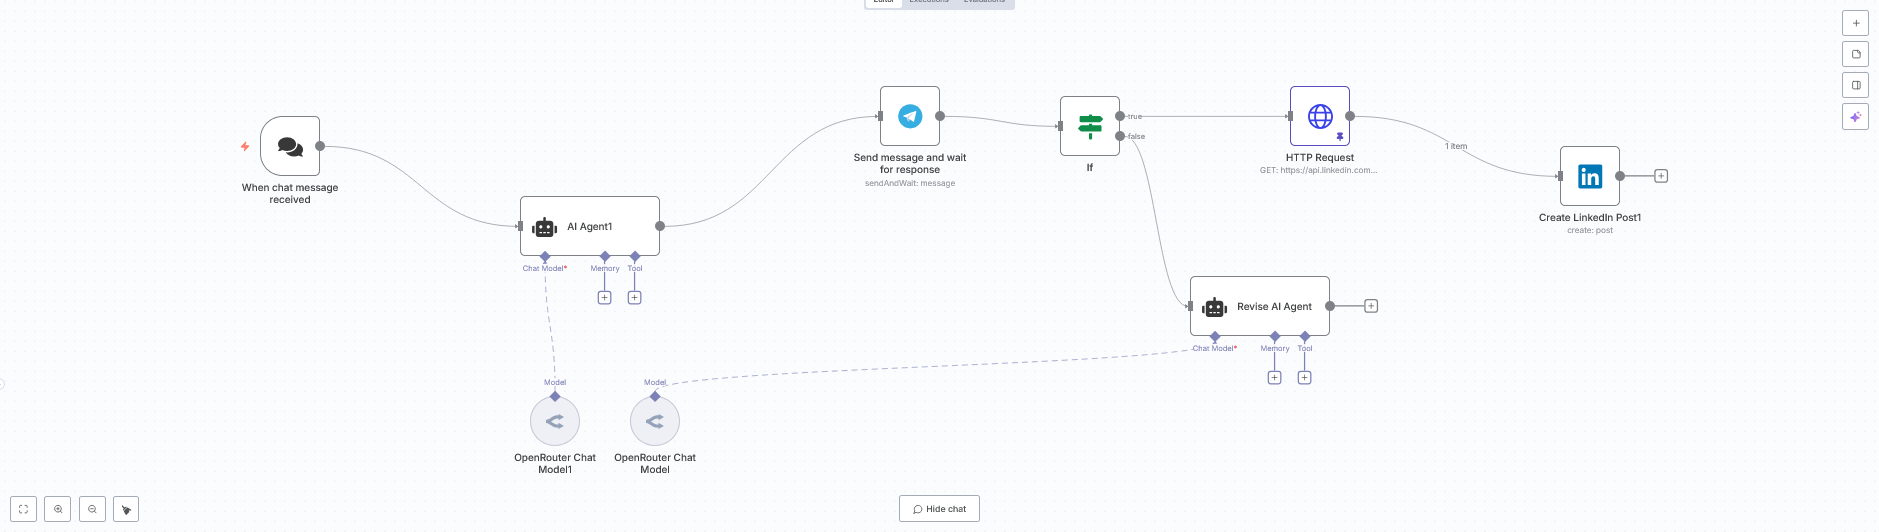 Editor Executions Evaluations
When chat message
received
AI Agent1
Chat Model*
Memory
Tool
Send message and wait
for response
sendAndWait: message
true
false
If
HTTP Request
GET: https://api.linkedin.com...
1 item
in
Create LinkedIn Post1
create: post
Revise AI Agent
Chat Model*
Memory
Tool
Model
Model
OpenRouter Chat
Model1
OpenRouter Chat
Model
Hide chat